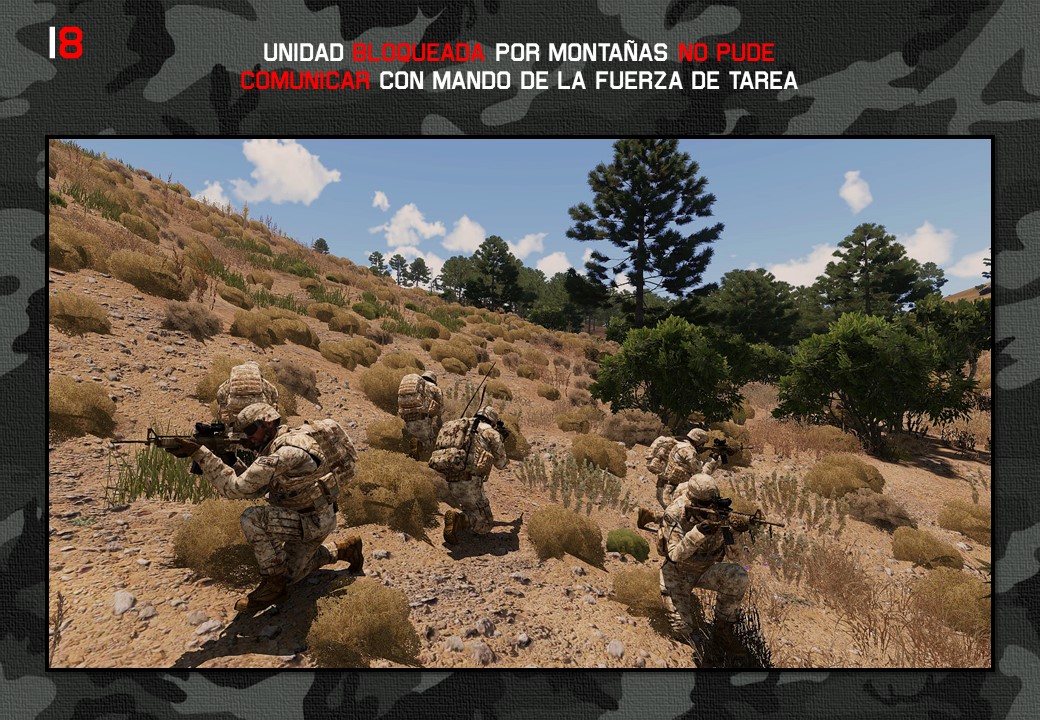 18
UNIDAD BLOQUEADA POR MONTAÑAS NO PUDE
COMUNICAR CON MANDO DE LA FUERZA DE TAREA